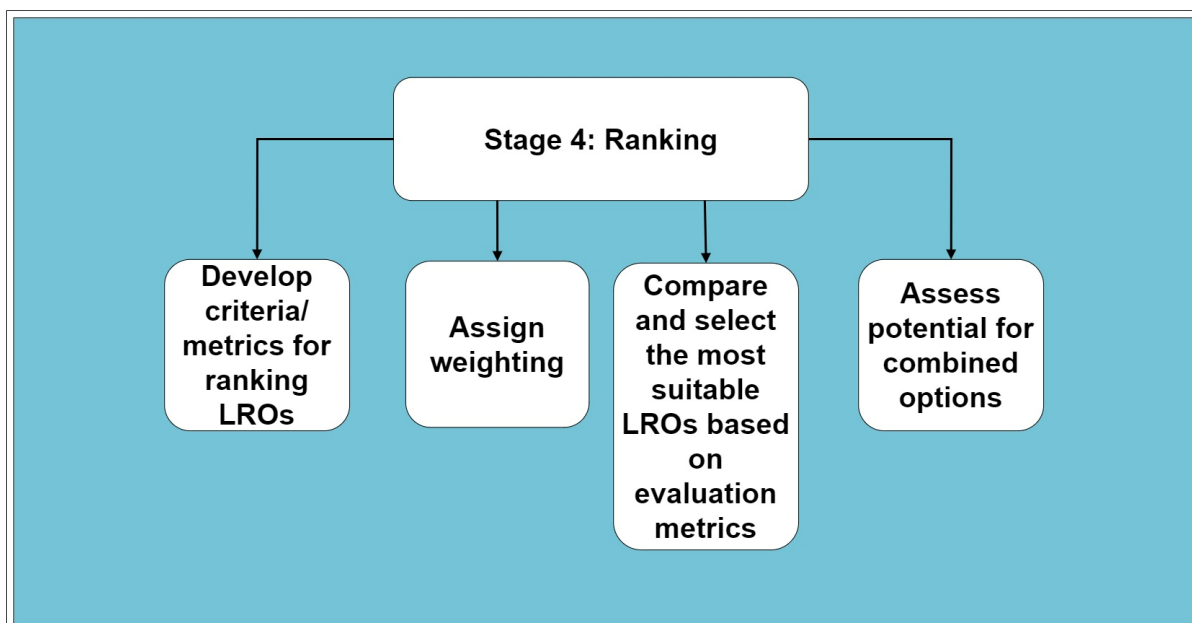 Stage 4: Ranking
Develop
criteria/
metrics for
ranking
LROs
Assign
weighting
Compare
and select
the most
suitable
LROs based
on
evaluation
metrics
Assess
potential for
combined
options